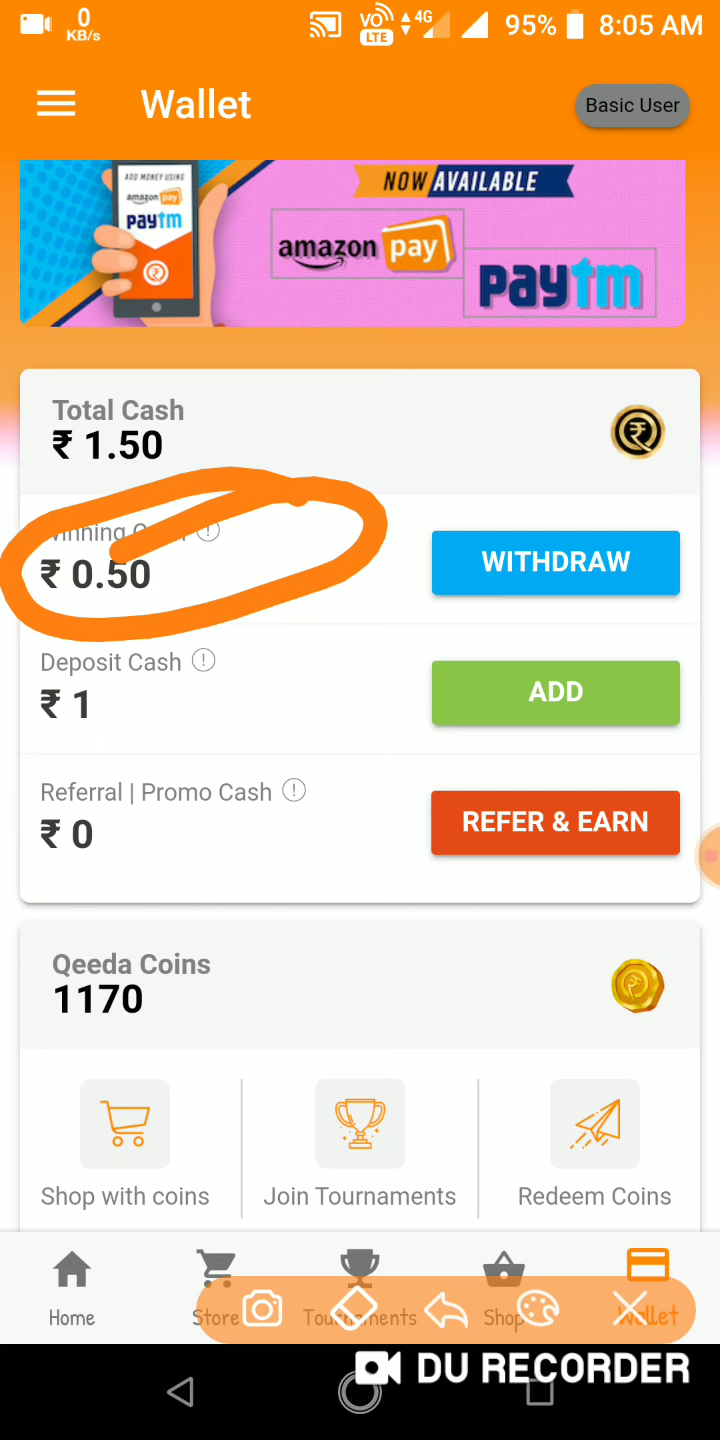 0
KB/s
VO
LTE
4G
95%
8:05 AM
Wallet
Basic User
ADD MONEY USING
amazon pay
paytm
NOW AVAILABLE
amazon pay
paytm
Total Cash
₹ 1.50
₹ 0.50
WITHDRAW
Deposit Cash
₹ 1
ADD
Referral | Promo Cash
₹ 0
REFER & EARN
Qeeda Coins
1170
Shop with coins
Join Tournaments
Redeem Coins
Home
Store
Tournaments
Shop
Wallet
DU RECORDER